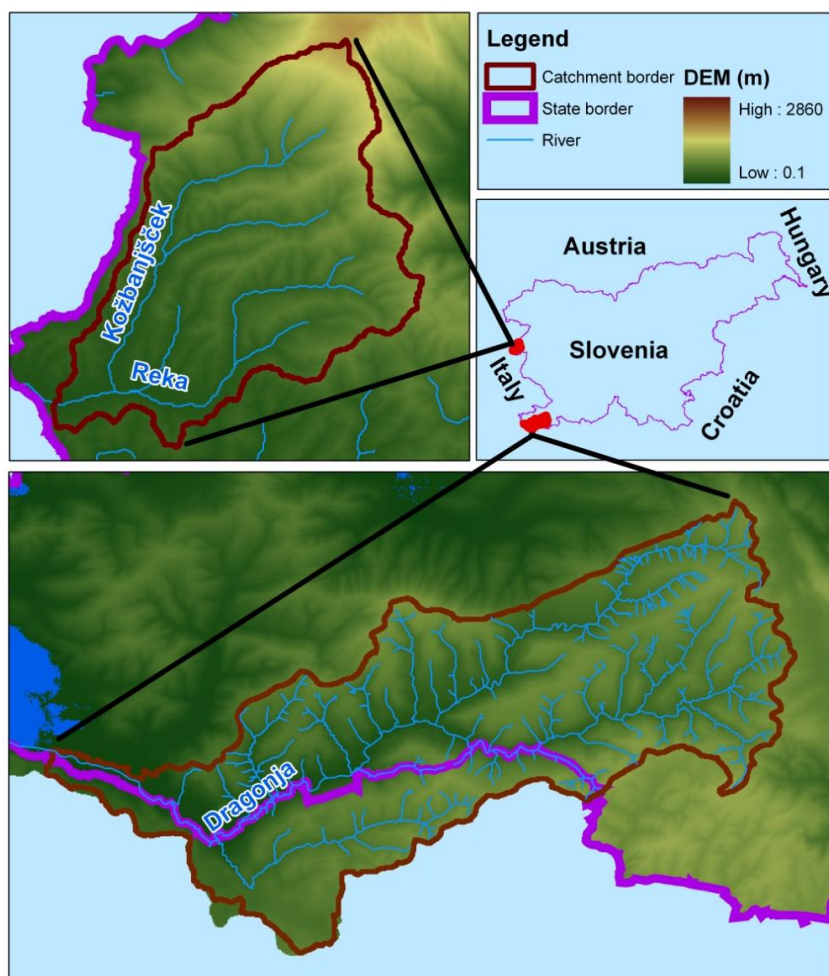 Legend
Catchment border
State border
River
DEM (m)
High : 2860
Low : 0.1
Kožbanjšček
Reka
Austria
Hungary
Slovenia
Italy
Croatia
Dragonja